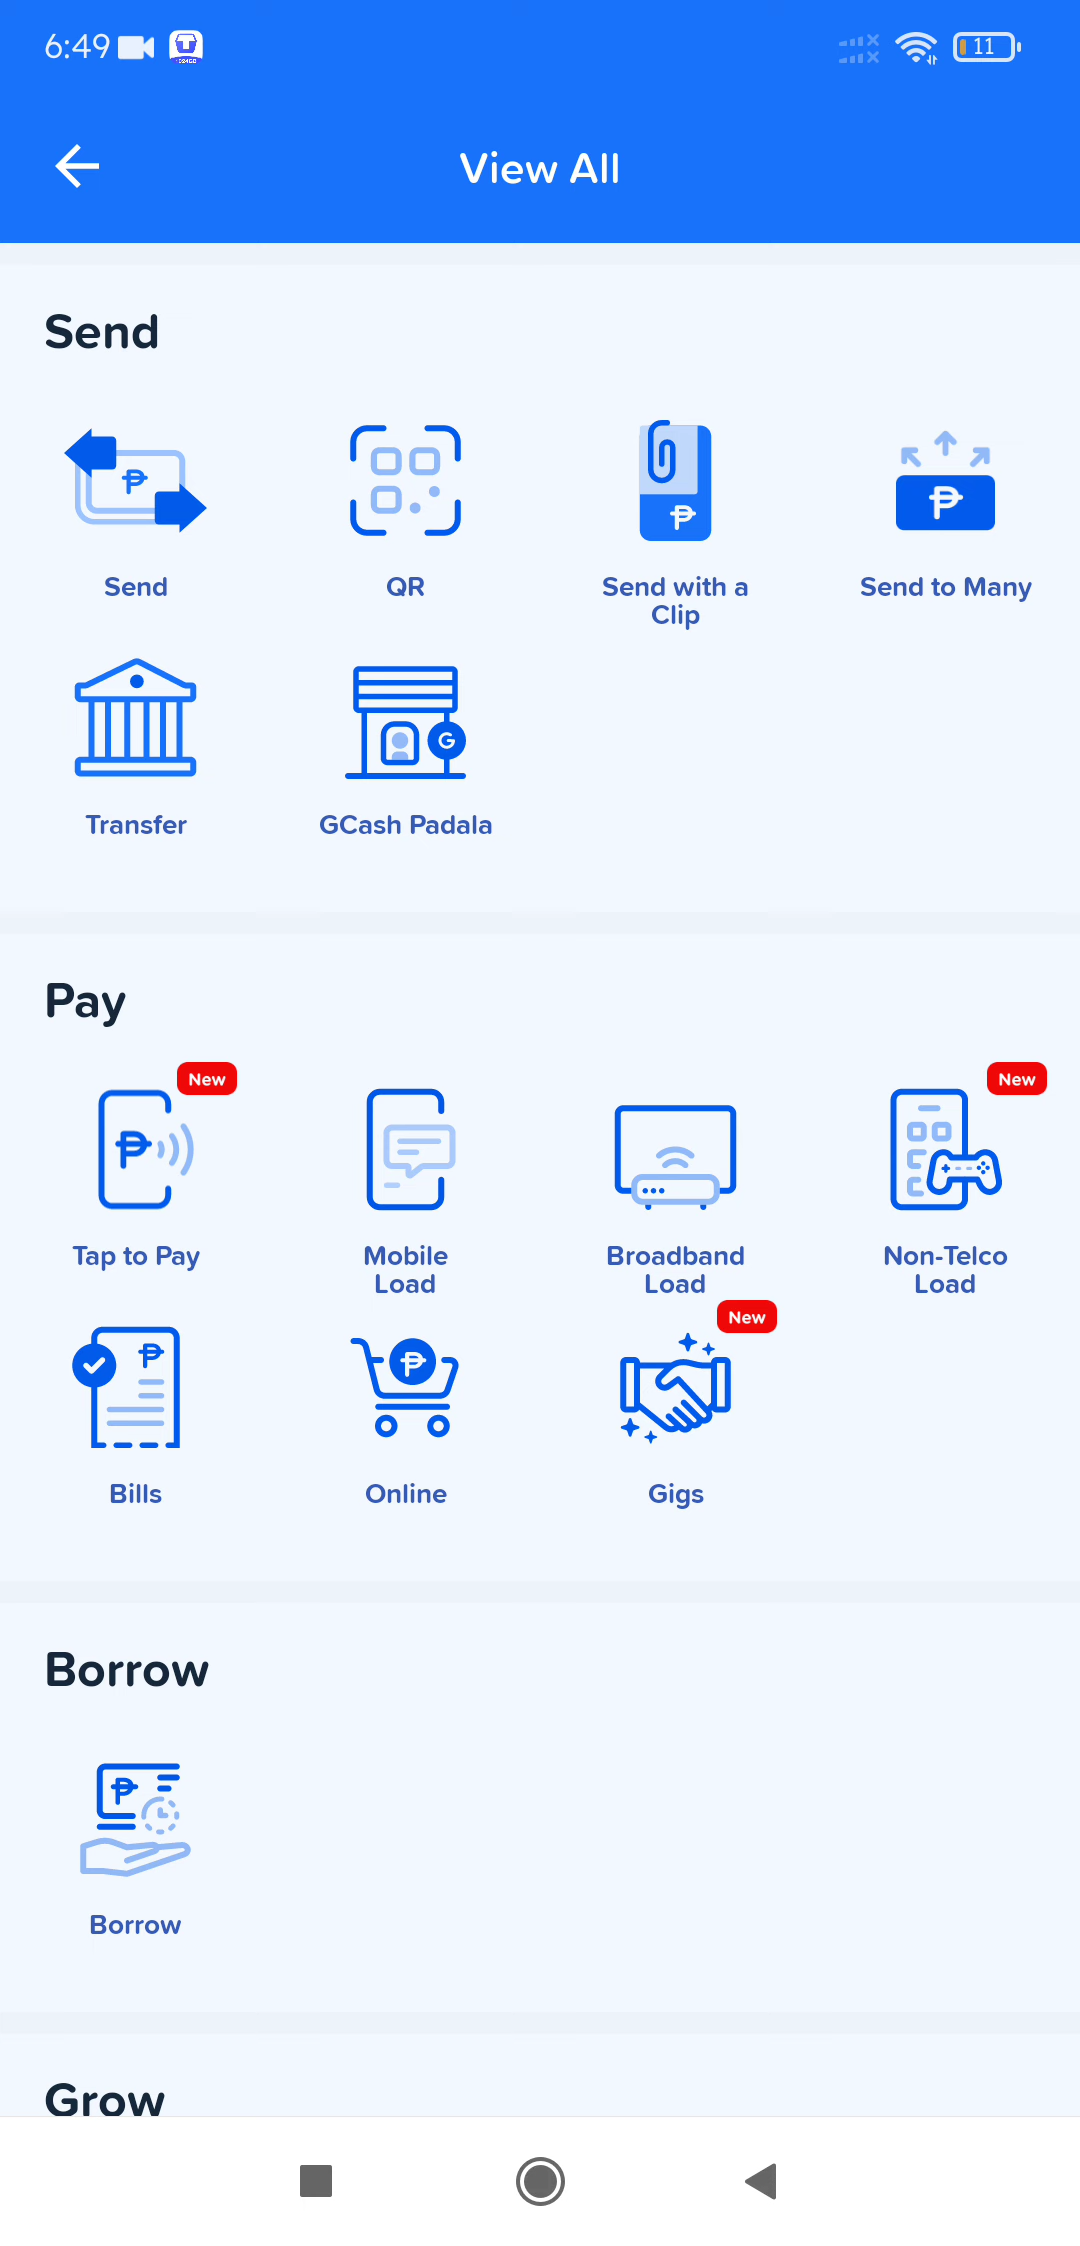 6:49
11
View All
Send
Send
QR
Send with a
Clip
Send to Many
G
Transfer
GCash Padala
Pay
New
New
Tap to Pay
Mobile
Load
Broadband
Load
Non-Telco
Load
New
Bills
Online
Gigs
Borrow
Borrow
Grow